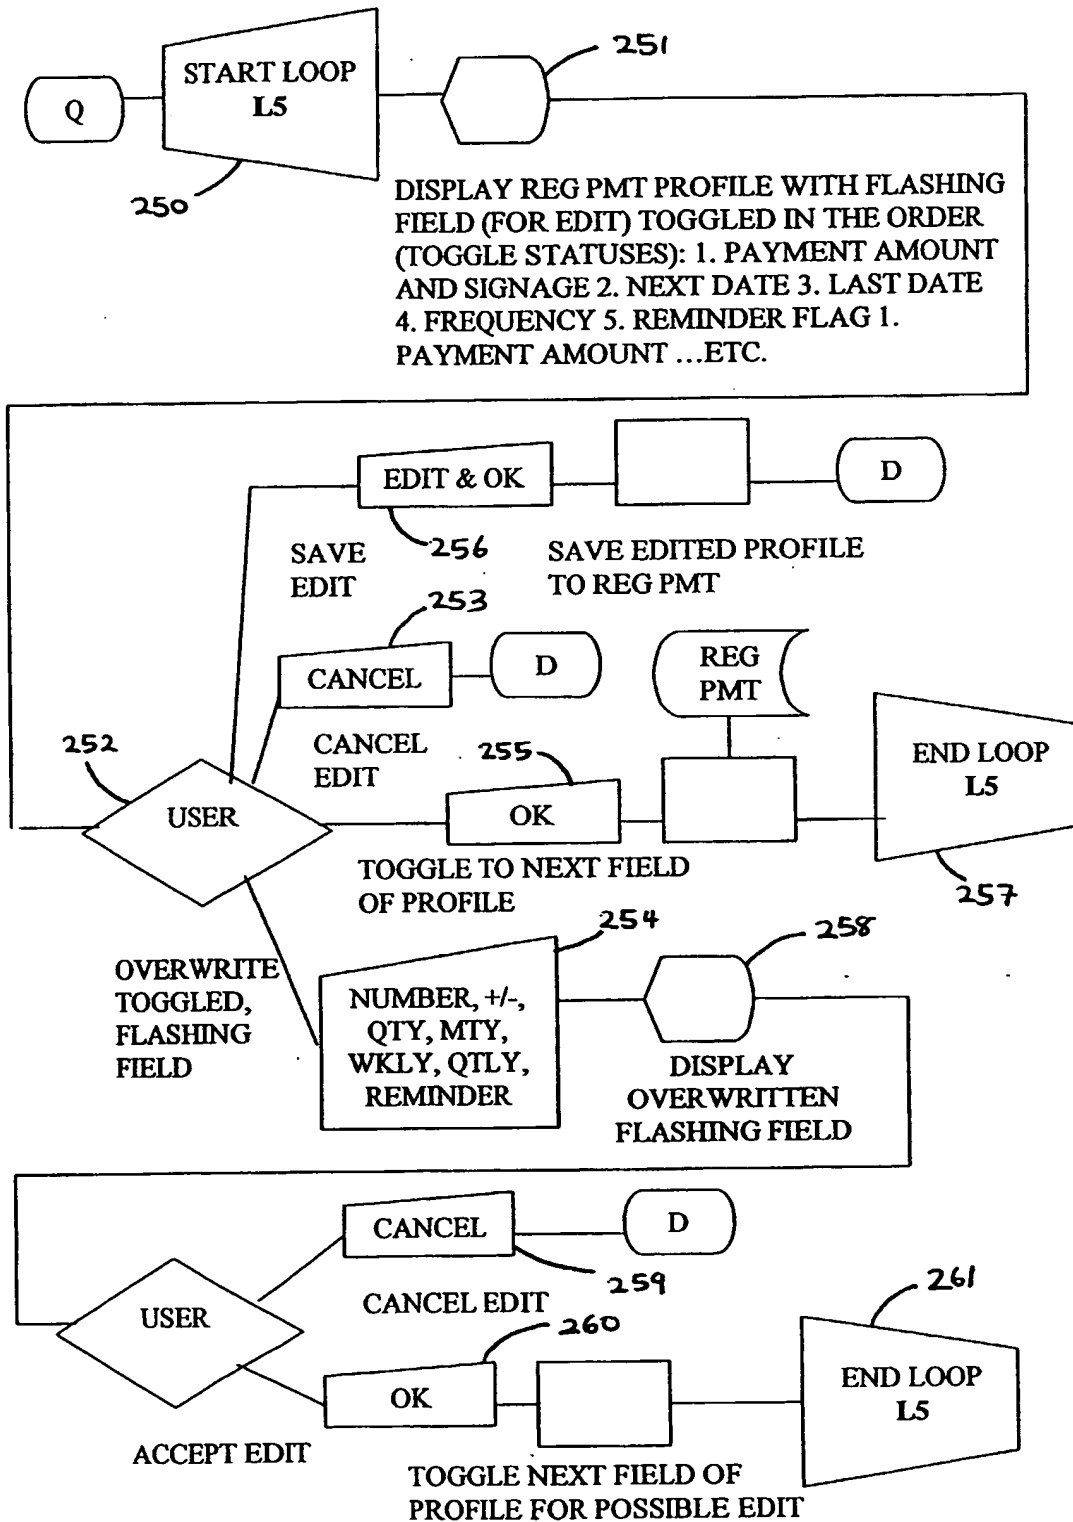 251
START LOOP
L5
Q
250
DISPLAY REG PMT PROFILE WITH FLASHING
FIELD (FOR EDIT) TOGGLED IN THE ORDER
(TOGGLE STATUSES): 1. PAYMENT AMOUNT
AND SIGNAGE 2. NEXT DATE 3. LAST DATE
4. FREQUENCY 5. REMINDER FLAG 1.
PAYMENT AMOUNT ...ETC.
EDIT & OK
D
256
SAVE
EDIT
SAVE EDITED PROFILE
TO REG PMT
253
CANCEL
D
REG
PMT
CANCEL
EDIT
252
USER
255
OK
END LOOP
L5
257
TOGGLE TO NEXT FIELD
OF PROFILE
254
258
OVERWRITE
TOGGLED,
FLASHING
FIELD
NUMBER, +/-,
QTY, MTY,
WKLY, QTLY,
REMINDER
DISPLAY
OVERWRITTEN
FLASHING FIELD
CANCEL
D
259
CANCEL EDIT
USER
260
261
OK
END LOOP
L5
ACCEPT EDIT
TOGGLE NEXT FIELD OF
PROFILE FOR POSSIBLE EDIT